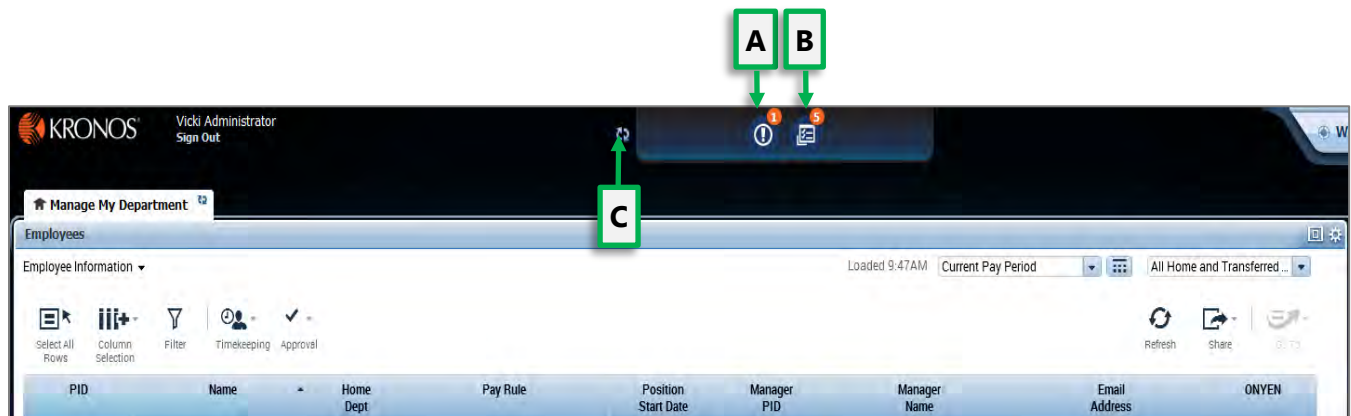 A B
KRONOS Vicki Administrator
Sign Out
1 5
W
Manage My Department
C
Employees
Employee Information
Loaded 9:47AM Current Pay Period All Home and Transferred ...
Select All Rows Column Selection Filter Timekeeping Approval Refresh Share Go To
PID Name Home Dept Pay Rule Position Start Date Manager PID Manager Name Email Address ONYEN